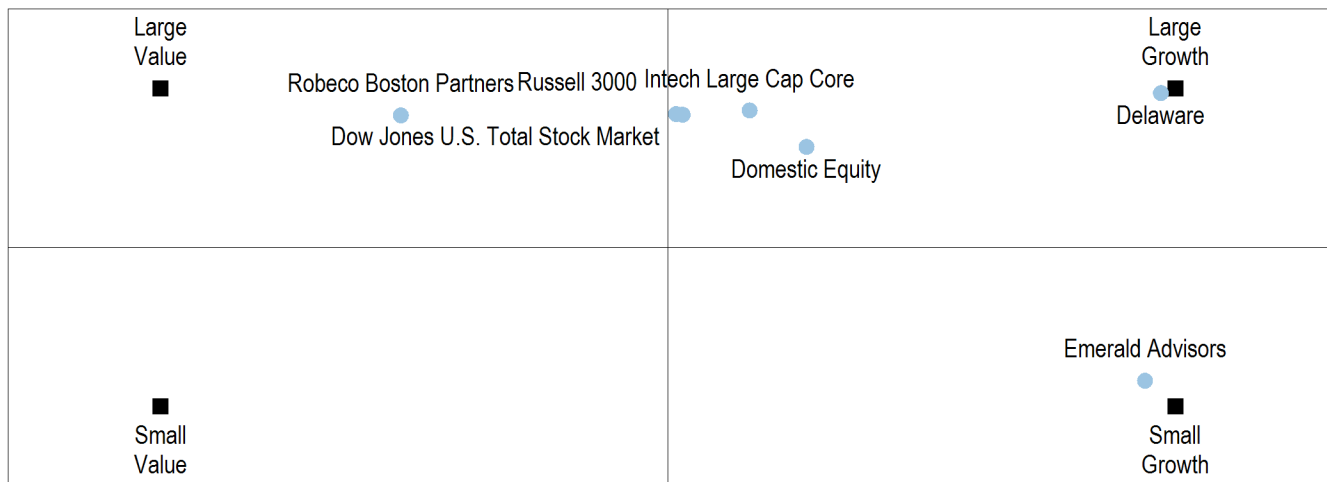 Large
Value
Large
Growth
Robeco Boston Partners
Russell 3000
Intech Large Cap Core
Delaware
Dow Jones U.S. Total Stock Market
Domestic Equity
Emerald Advisors
Small
Value
Small
Growth